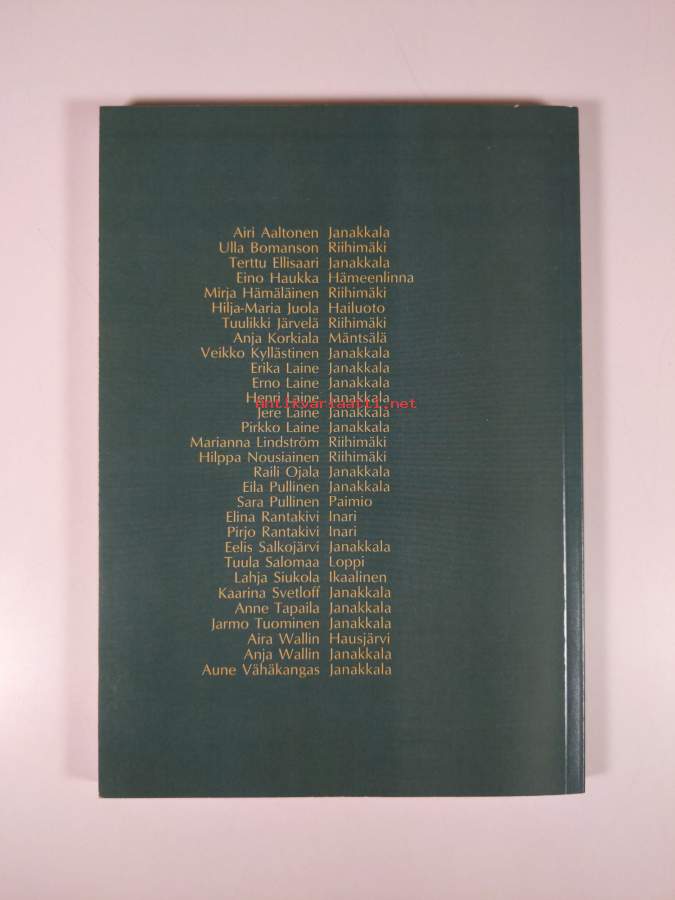 Airi Aaltonen Janakkala
Ulla Bomanson Riihimäki
Terttu Ellisaari Janakkala
Eino Haukka Hämeenlinna
Mirja Hämäläinen Riihimäki
Hilja-Maria Juola Hailuoto
Tuulikki Järvelä Riihimäki
Anja Korkiala Mäntsälä
Veikko Kyllästinen Janakkala
Erika Laine Janakkala
Erno Laine Janakkala
Henri Laine Janakkala
Antikvariaatti.net
Jere Laine Janakkala
Pirkko Laine Janakkala
Marianna Lindström Riihimäki
Hilppa Nousiainen Riihimäki
Raili Ojala Janakkala
Eila Pullinen Janakkala
Sara Pullinen Paimio
Elina Rantakivi Inari
Pirjo Rantakivi Inari
Eelis Salkojärvi Janakkala
Tuula Salomaa Loppi
Lahja Siukola Ikaalinen
Kaarina Svetloff Janakkala
Anne Tapaila Janakkala
Jarmo Tuominen Janakkala
Aira Wallin Hausjärvi
Anja Wallin Janakkala
Aune Vähäkangas Janakkala